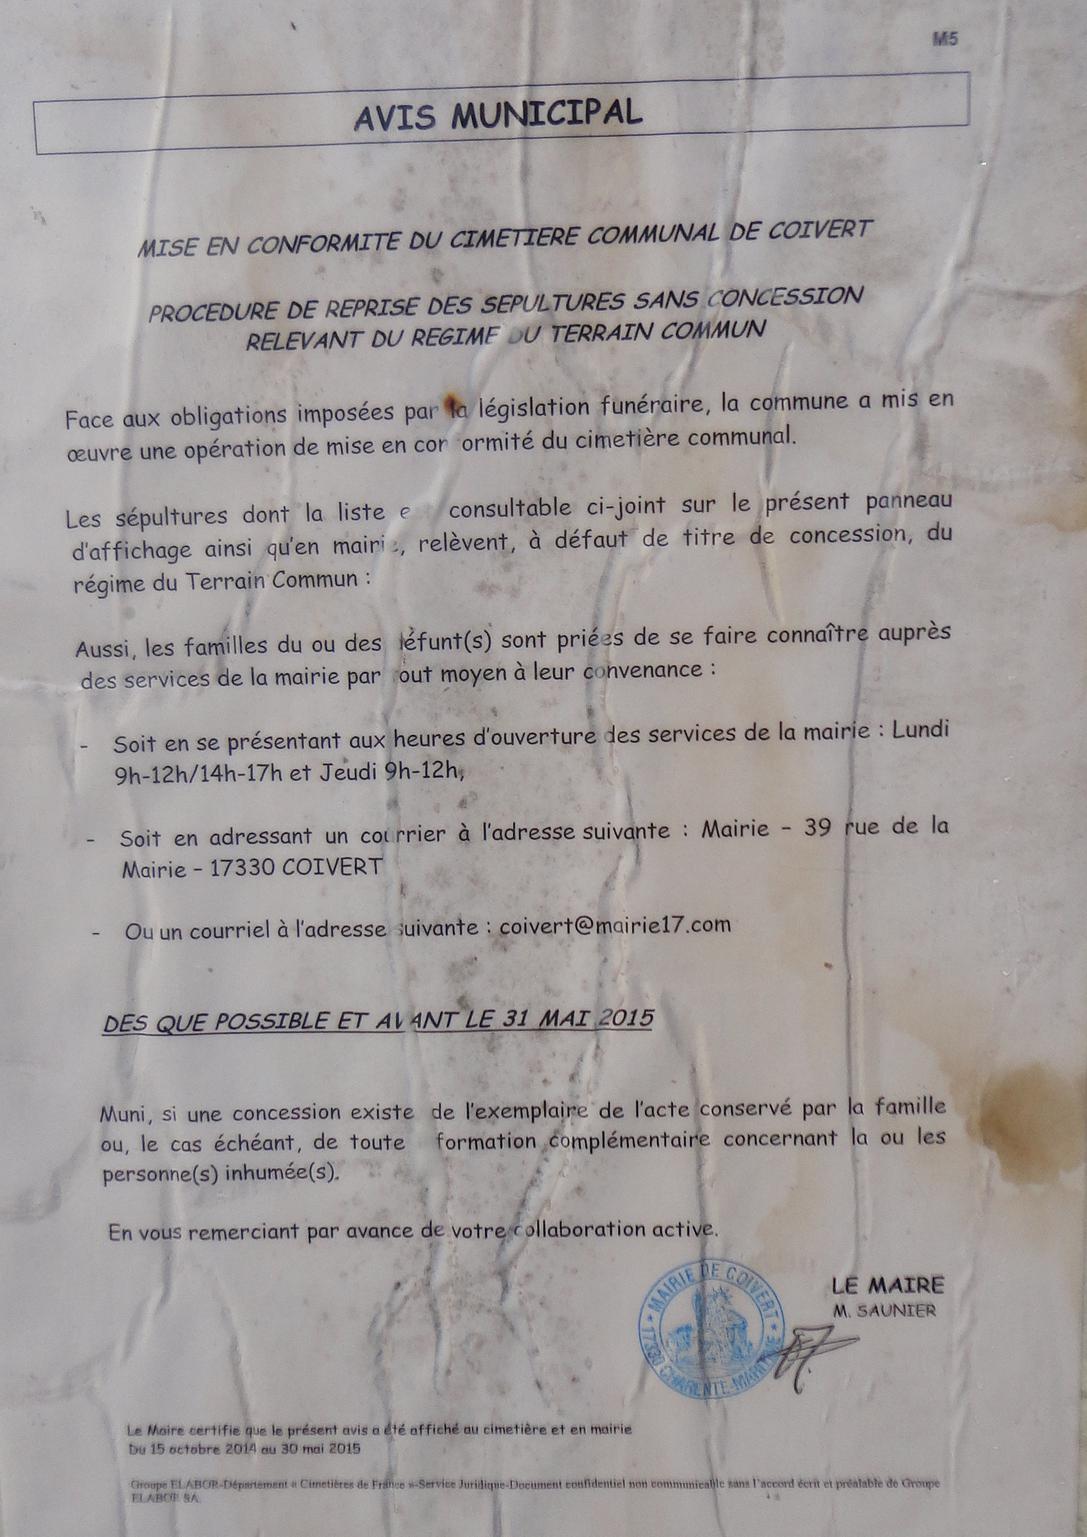 M5
AVIS MUNICIPAL
MISE EN CONFORMITE DU CIMETIERE COMMUNAL DE COIVERT
PROCEDURE DE REPRISE DES SEPULTURES SANS CONCESSION
RELEVANT DU REGIME DU TERRAIN COMMUN
Face aux obligations imposées par la législation funéraire, la commune a mis en
œuvre une opération de mise en cor ormité du cimetière communal.
Les sépultures dont la liste e consultable ci-joint sur le présent panneau
d'affichage ainsi qu'en mairie, relèvent, à défaut de titre de concession, du
régime du Terrain Commun :
Aussi, les familles du ou des léfunt(s) sont priées de se faire connaître auprès
des services de la mairie par out moyen à leur convenance :
- Soit en se présentant aux heures d'ouverture des services de la mairie : Lundi
9h-12h/14h-17h et Jeudi 9h-12h,
- Soit en adressant un courrier à l'adresse suivante : Mairie - 39 rue de la
Mairie - 17330 COIVERT
- Ou un courriel à l'adresse suivante : coivert@mairie17.com
DES QUE POSSIBLE ET AVANT LE 31 MAI 2015
Muni, si une concession existe de l'exemplaire de l'acte conservé par la famille
ou, le cas échéant, de toute formation complémentaire concernant la ou les
personne(s) inhumée(s).
En vous remerciant par avance de votre collaboration active.
MAIRIE DE COIVERT
17330 CHARENTE-MARITIME
LE MAIRE
M. SAUNIER
Le Maire certifie que le présent avis a été affiché au cimetière et en mairie
Du 15 octobre 2014 au 30 mai 2015
Groupe ELABOR-Département « Cimetières de France »-Service Juridique-Document confidentiel non communicable sans l'accord écrit et préalable de Groupe
ELABOR SA.